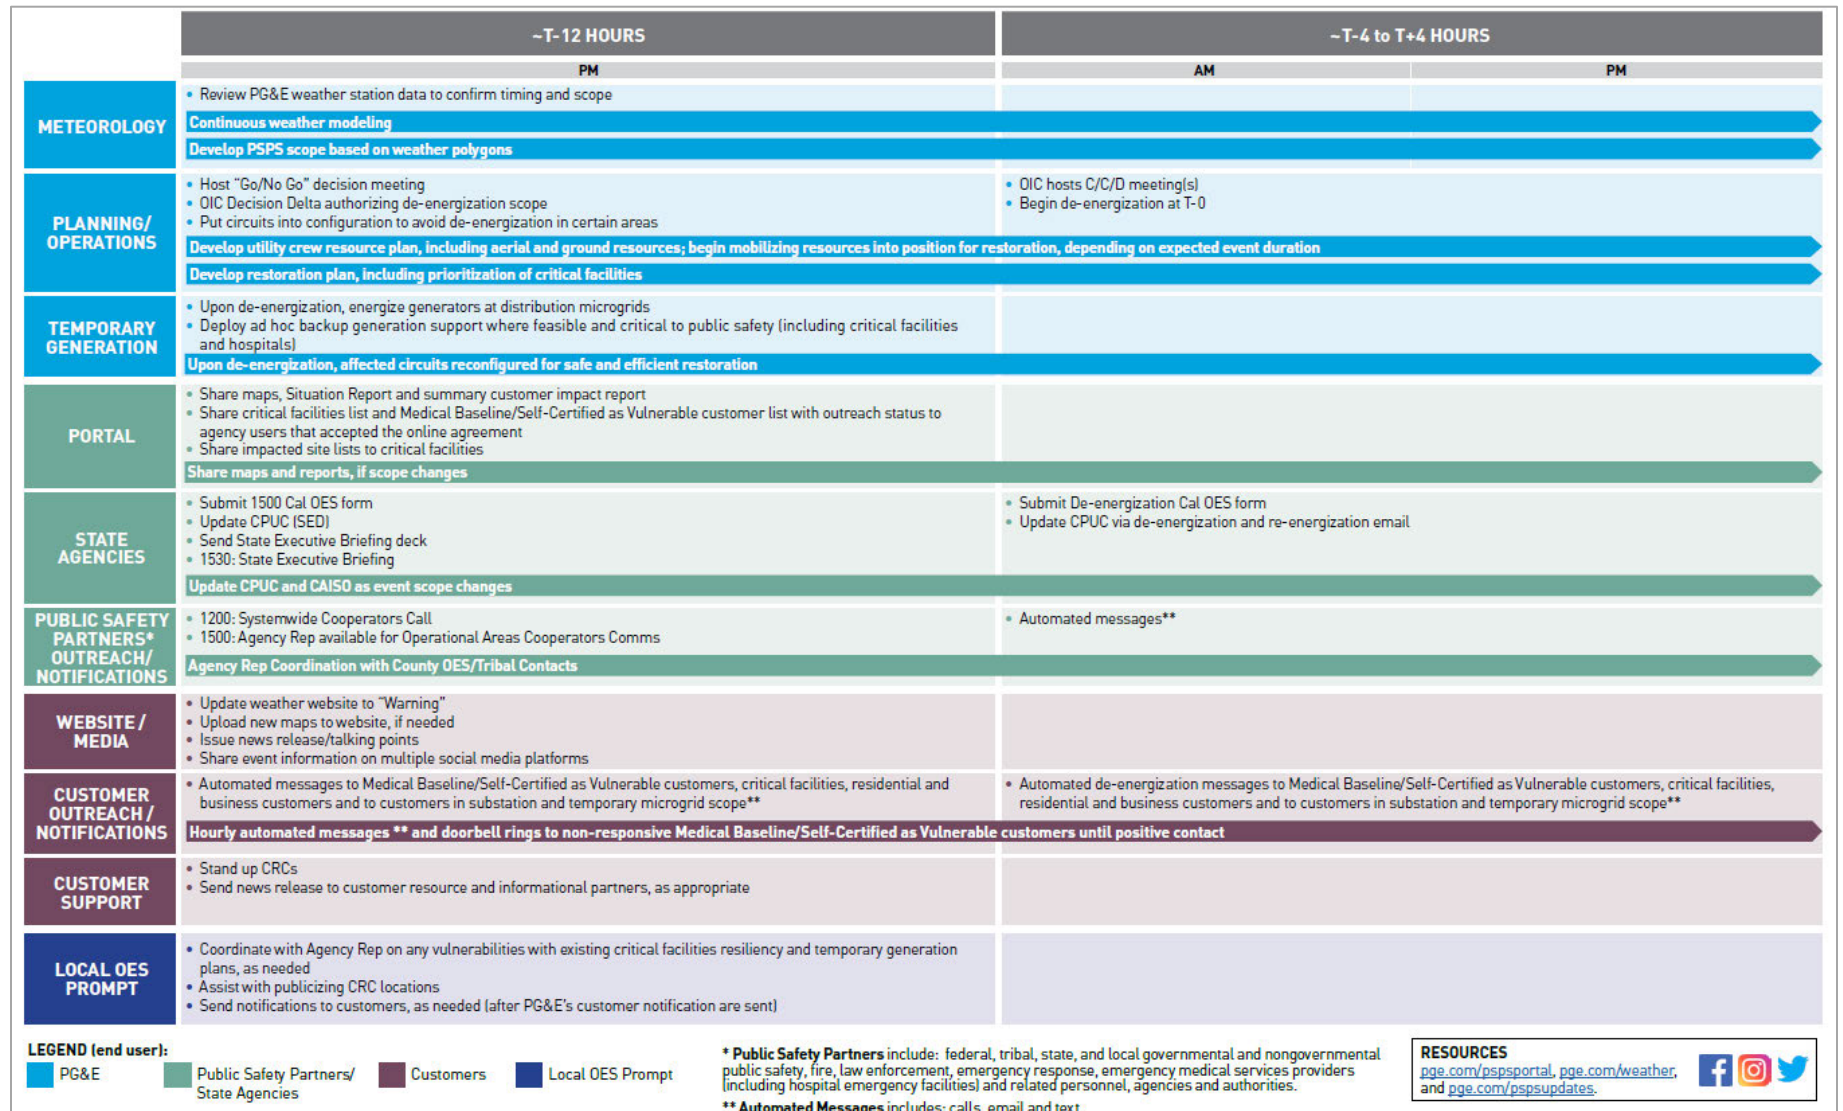 ~T-12 HOURS
~T-4 to T+4 HOURS
PM
AM
PM
METEOROLOGY
• Review PG&E weather station data to confirm timing and scope
Continuous weather modeling
Develop PSPS scope based on weather polygons
PLANNING/
OPERATIONS
• Host "Go/No Go" decision meeting
• OIC Decision Delta authorizing de-energization scope
• Put circuits into configuration to avoid de-energization in certain areas
• OIC hosts C/C/D meeting(s)
• Begin de-energization at T-0
Develop utility crew resource plan, including aerial and ground resources; begin mobilizing resources into position for restoration, depending on expected event duration
Develop restoration plan, including prioritization of critical facilities
TEMPORARY
GENERATION
• Upon de-energization, energize generators at distribution microgrids
• Deploy ad hoc backup generation support where feasible and critical to public safety (including critical facilities
and hospitals)
Upon de-energization, affected circuits reconfigured for safe and efficient restoration
PORTAL
• Share maps, Situation Report and summary customer impact report
• Share critical facilities list and Medical Baseline/Self-Certified as Vulnerable customer list with outreach status to
agency users that accepted the online agreement
• Share impacted site lists to critical facilities
Share maps and reports, if scope changes
STATE
AGENCIES
• Submit 1500 Cal OES form
• Update CPUC (SED)
• Send State Executive Briefing deck
• 1530: State Executive Briefing
• Submit De-energization Cal OES form
• Update CPUC via de-energization and re-energization email
Update CPUC and CAISO as event scope changes
PUBLIC SAFETY
PARTNERS*
OUTREACH/
NOTIFICATIONS
• 1200: Systemwide Cooperators Call
• 1500: Agency Rep available for Operational Areas Cooperators Comms
• Automated messages**
Agency Rep Coordination with County OES/Tribal Contacts
WEBSITE/
MEDIA
• Update weather website to "Warning"
• Upload new maps to website, if needed
• Issue news release/talking points
• Share event information on multiple social media platforms
CUSTOMER
OUTREACH/
NOTIFICATIONS
• Automated messages to Medical Baseline/Self-Certified as Vulnerable customers, critical facilities, residential and
business customers and to customers in substation and temporary microgrid scope**
• Automated de-energization messages to Medical Baseline/Self-Certified as Vulnerable customers, critical facilities,
residential and business customers and to customers in substation and temporary microgrid scope**
Hourly automated messages ** and doorbell rings to non-responsive Medical Baseline/Self-Certified as Vulnerable customers until positive contact
CUSTOMER
SUPPORT
• Stand up CRCs
• Send news release to customer resource and informational partners, as appropriate
LOCAL OES
PROMPT
• Coordinate with Agency Rep on any vulnerabilities with existing critical facilities resiliency and temporary generation
plans, as needed
• Assist with publicizing CRC locations
• Send notifications to customers, as needed (after PG&E's customer notification are sent)
LEGEND (end user):
PG&E
Public Safety Partners/
State Agencies
Customers
Local OES Prompt
* Public Safety Partners include: federal, tribal, state, and local governmental and nongovernmental
public safety, fire, law enforcement, emergency response, emergency medical services providers
(including hospital emergency facilities) and related personnel, agencies and authorities.
** Automated Messages includes: calls, email and text
RESOURCES
pge.com/pspsportal, pge.com/weather,
and pge.com/pspsupdates.